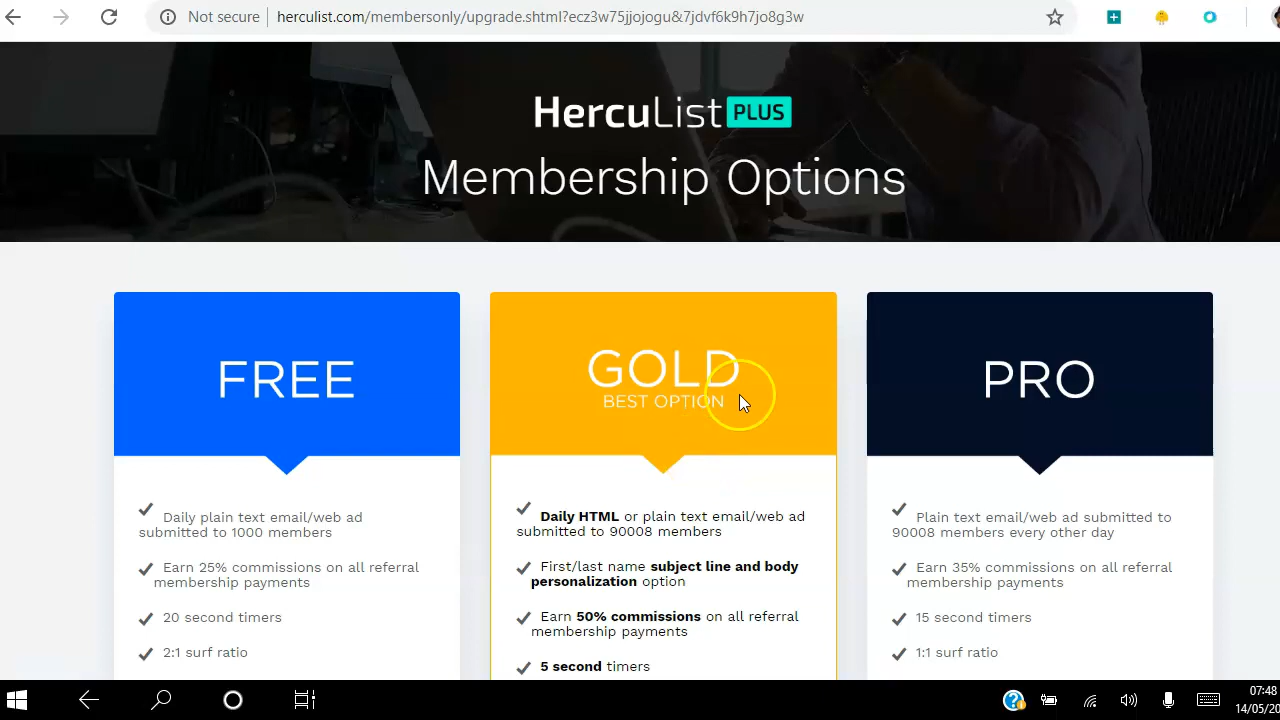 Not secure herculist.com/membersonly/upgrade.shtml?ecz3w75jjojogu&7jdvf6k9h7jo8g3w
HercuList PLUS
Membership Options
FREE
Daily plain text email/web ad
submitted to 1000 members
Earn 25% commissions on all referral
membership payments
20 second timers
2:1 surf ratio
GOLD
BEST OPTION
Daily HTML or plain text email/web ad
submitted to 90008 members
First/last name subject line and body
personalization option
Earn 50% commissions on all referral
membership payments
5 second timers
PRO
Plain text email/web ad submitted to
90008 members every other day
Earn 35% commissions on all referral
membership payments
15 second timers
1:1 surf ratio
07:48
14/05/20